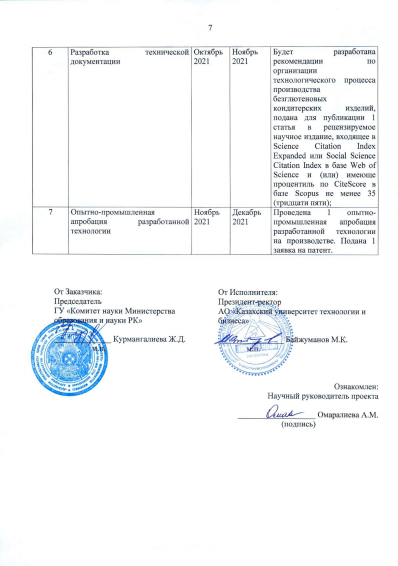 7
6
Разработка технической
документации
Октябрь
2021
Ноябрь
2021
Будет разработана
рекомендации по
организации
технологического процесса
производства
безглютеновых
кондитерских изделий,
подана для публикации 1
статья в рецензируемое
научное издание, входящее в
Science Citation Index
Expanded или Social Science
Citation Index в базе Web of
Science и (или) имеющее
процентиль по CiteScore в
базе Scopus не менее 35
(тридцати пяти);
7
Опытно-промышленная
апробация разработанной
технологии
Ноябрь
2021
Декабрь
2021
Проведена 1 опытно-
промышленная апробация
разработанной технологии
на производстве. Подана 1
заявка на патент.
От Заказчика:
Председатель
ГУ «Комитет науки Министерства
образования и науки РК»
Курмангалиева Ж.Д.
м.п.
От Исполнителя:
Президент-ректор
АО «Казахский университет технологии и
бизнеса»
Байжуманов М.К.
м.п.
Ознакомлен:
Научный руководитель проекта
Омаралиева А.М.
(подпись)